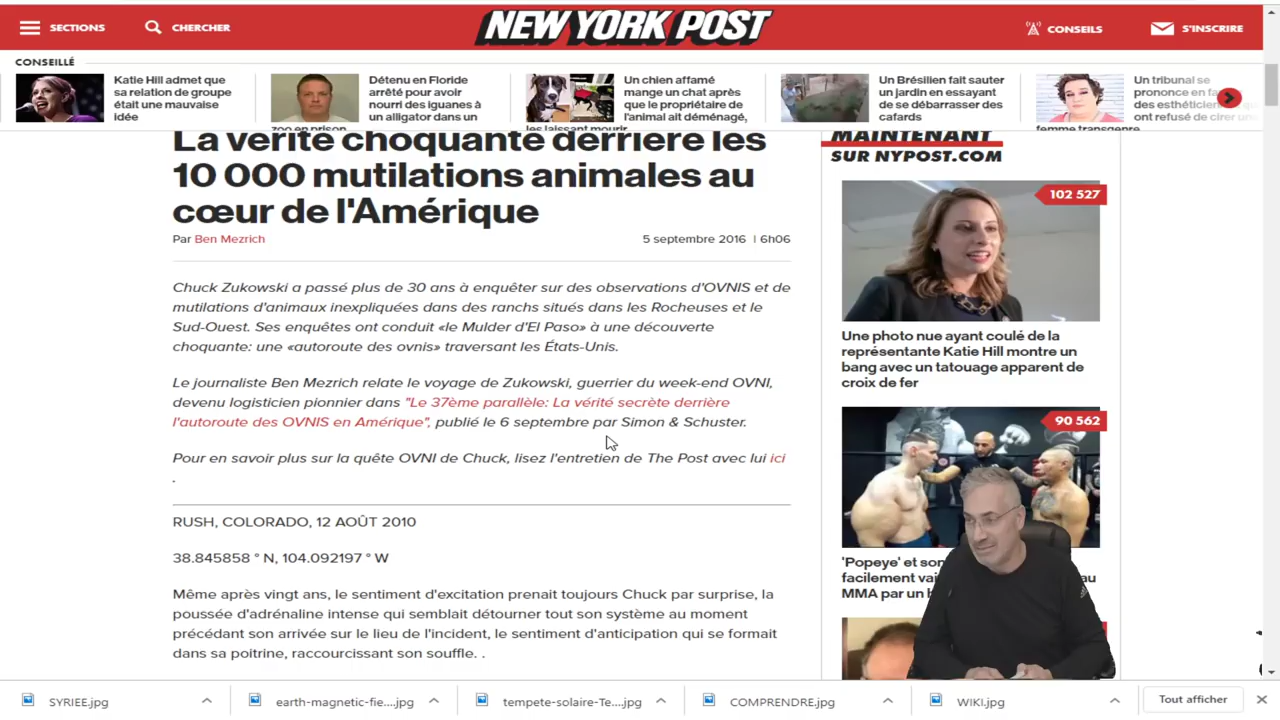 SECTIONS
CHERCHER
NEW YORK POST
CONSEILS
S'INSCRIRE
CONSEILLÉ
Katie Hill admet que
sa relation de groupe
était une mauvaise
idée
Détenu en Floride
arrêté pour avoir
nourri des iguanes à
un alligator dans un
zoo en prison
Un chien affamé
mange un chat après
que le propriétaire de
l'animal ait déménagé,
les laissant mourir
Un Brésilien fait sauter
un jardin en essayant
de se débarrasser des
cafards
Un tribunal se
prononce en
des esthéticien
ont refusé de cirer
femme transgenre
La vérité choquante derrière les
10 000 mutilations animales au
cœur de l'Amérique
Par Ben Mezrich
5 septembre 2016 | 6h06
Chuck Zukowski a passé plus de 30 ans à enquêter sur des observations d'OVNIS et de
mutilations d'animaux inexpliquées dans des ranchs situés dans les Rocheuses et le
Sud-Ouest. Ses enquêtes ont conduit «le Mulder d'El Paso» à une découverte
choquante: une «autoroute des ovnis» traversant les États-Unis.
Le journaliste Ben Mezrich relate le voyage de Zukowski, guerrier du week-end OVNI,
devenu logisticien pionnier dans "Le 37ème parallèle: La vérité secrète derrière
l'autoroute des OVNIS en Amérique", publié le 6 septembre par Simon & Schuster.
Pour en savoir plus sur la quête OVNI de Chuck, lisez l'entretien de The Post avec lui ici
.
RUSH, COLORADO, 12 AOÛT 2010
38.845858 ° N, 104.092197 ° W
Même après vingt ans, le sentiment d'excitation prenait toujours Chuck par surprise, la
poussée d'adrénaline intense qui semblait détourner tout son système au moment
précédant son arrivée sur le lieu de l'incident, le sentiment d'anticipation qui se formait
dans sa poitrine, raccourcissant son souffle. .
MAINTENANT
SUR NYPOST.COM
102 527
Une photo nue ayant coulé de la
représentante Katie Hill montre un
bang avec un tatouage apparent de
croix de fer
90 562
'Popeye' et son
facilement au
MMA par un
SYRIEE.jpg
earth-magnetic-fie....jpg
tempete-solaire-Te....jpg
COMPRENDRE.jpg
WIKI.jpg
Tout afficher